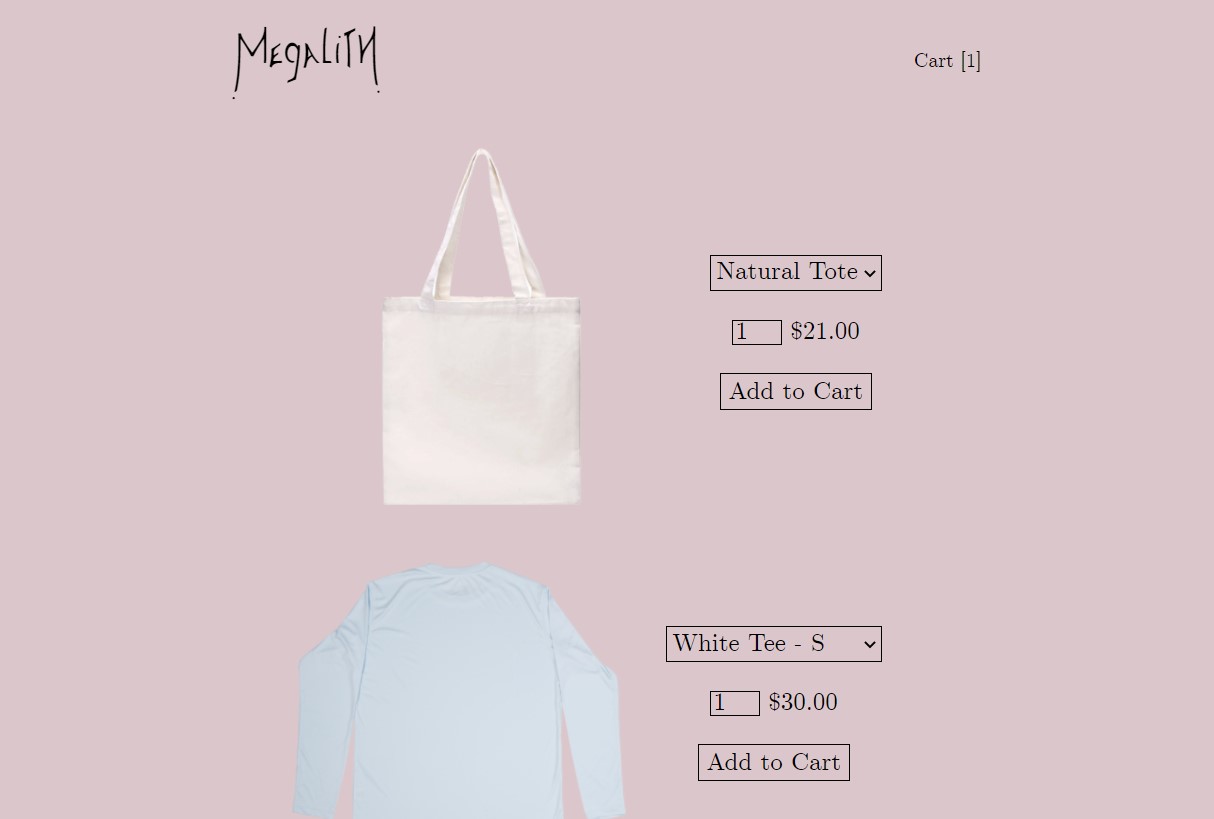 MEGALiTH
Cart [1]
Natural Tote
1 $21.00
Add to Cart
White Tee - S
1 $30.00
Add to Cart